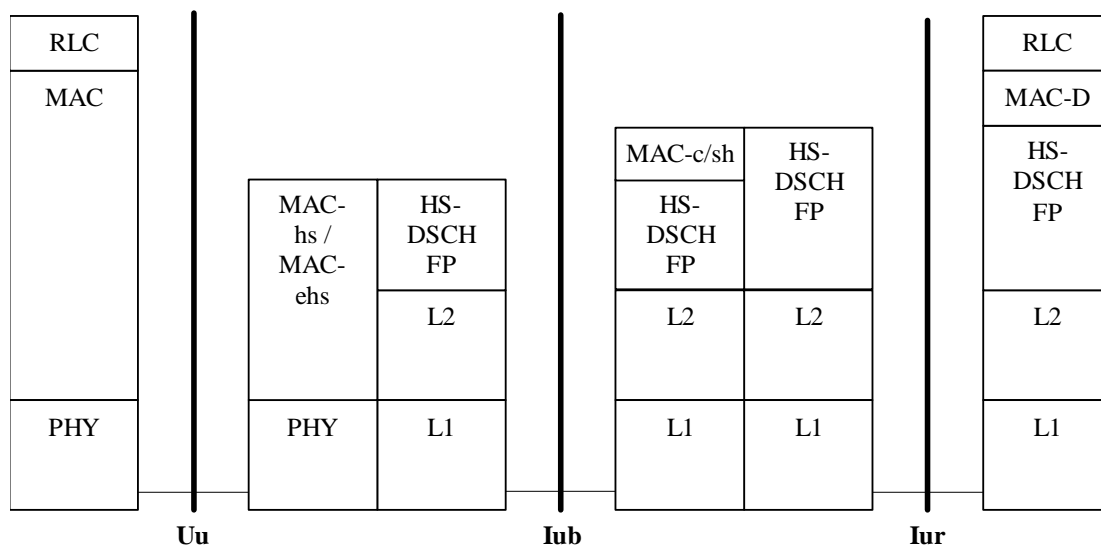 RLC
MAC
PHY
MAC-
hs /
MAC-
ehs
PHY
HS-
DSCH
FP
L2
L1
MAC-c/sh
HS-
DSCH
FP
L2
L1
HS-
DSCH
FP
L2
L1
RLC
MAC-D
HS-
DSCH
FP
L2
L1
Uu
Iub
Iur